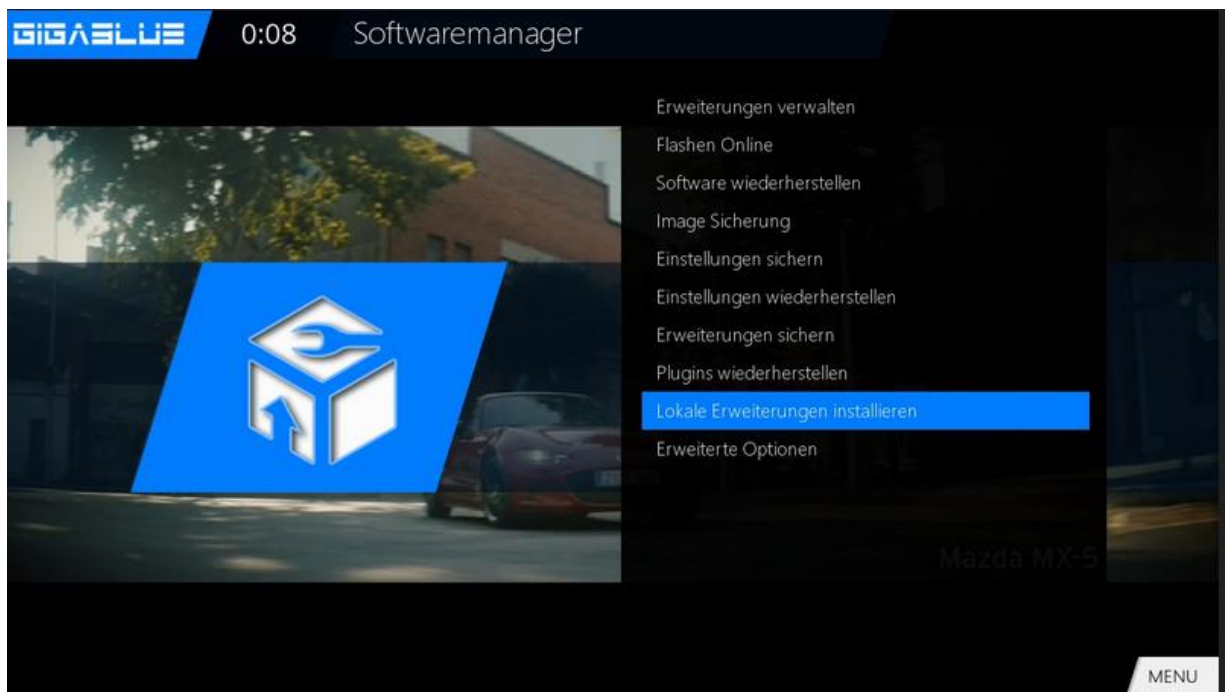 GIGABLUE 0:08 Softwaremanager
Erweiterungen verwalten
Flashen Online
Software wiederherstellen
Image Sicherung
Einstellungen sichern
Einstellungen wiederherstellen
Erweiterungen sichern
Plugins wiederherstellen
Lokale Erweiterungen installieren
Erweiterte Optionen
Mazda MX-5
MENU